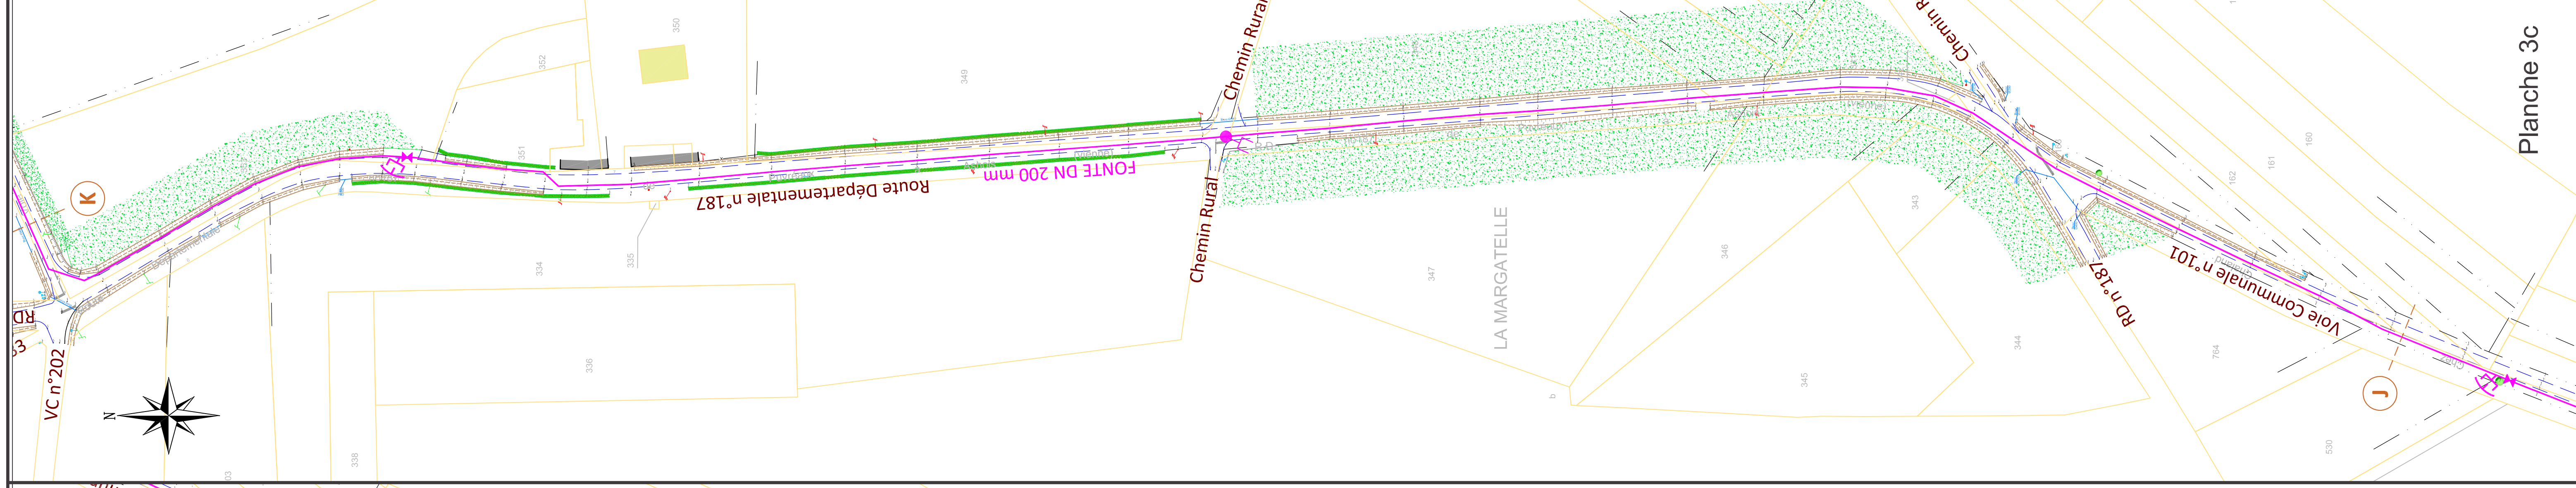 Planche 3c
K
J
N
RD
VC n°202
Route Départementale n°187
FONTE DN 200 mm
Chemin Rural
Chemin Rural
Chemin R
LA MARGATELLE
RD n°187
Voie Communale n°101
350
352
351
349
334
335
336
338
347
346
343
345
344
764
530
162
161
160
b